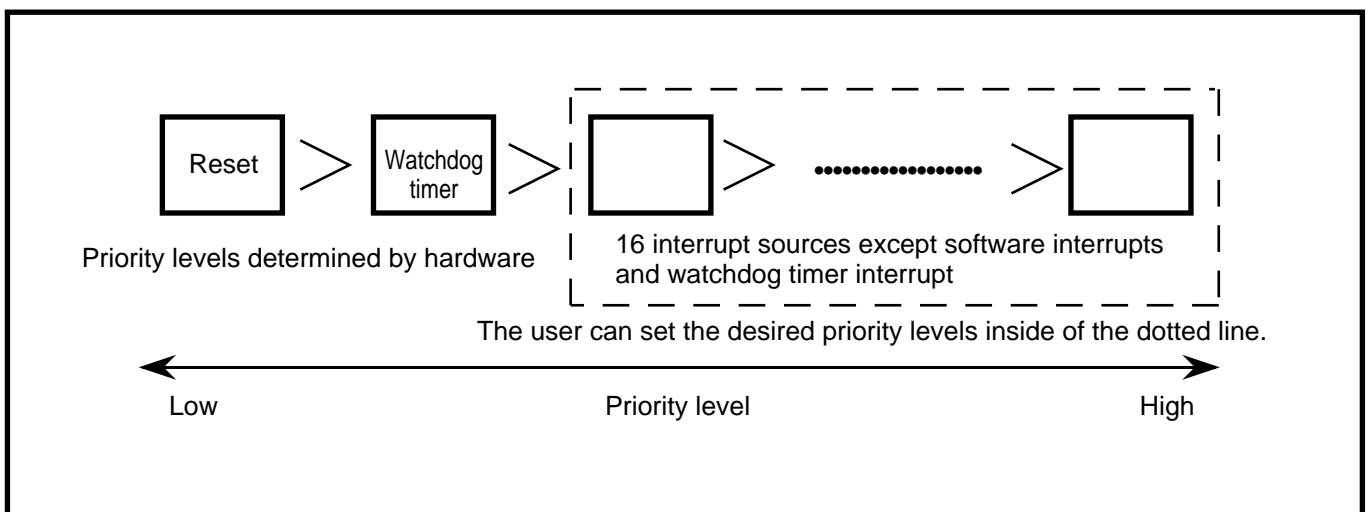 Reset
Watchdog
timer
Priority levels determined by hardware
16 interrupt sources except software interrupts
and watchdog timer interrupt
The user can set the desired priority levels inside of the dotted line.
Low
Priority level
High